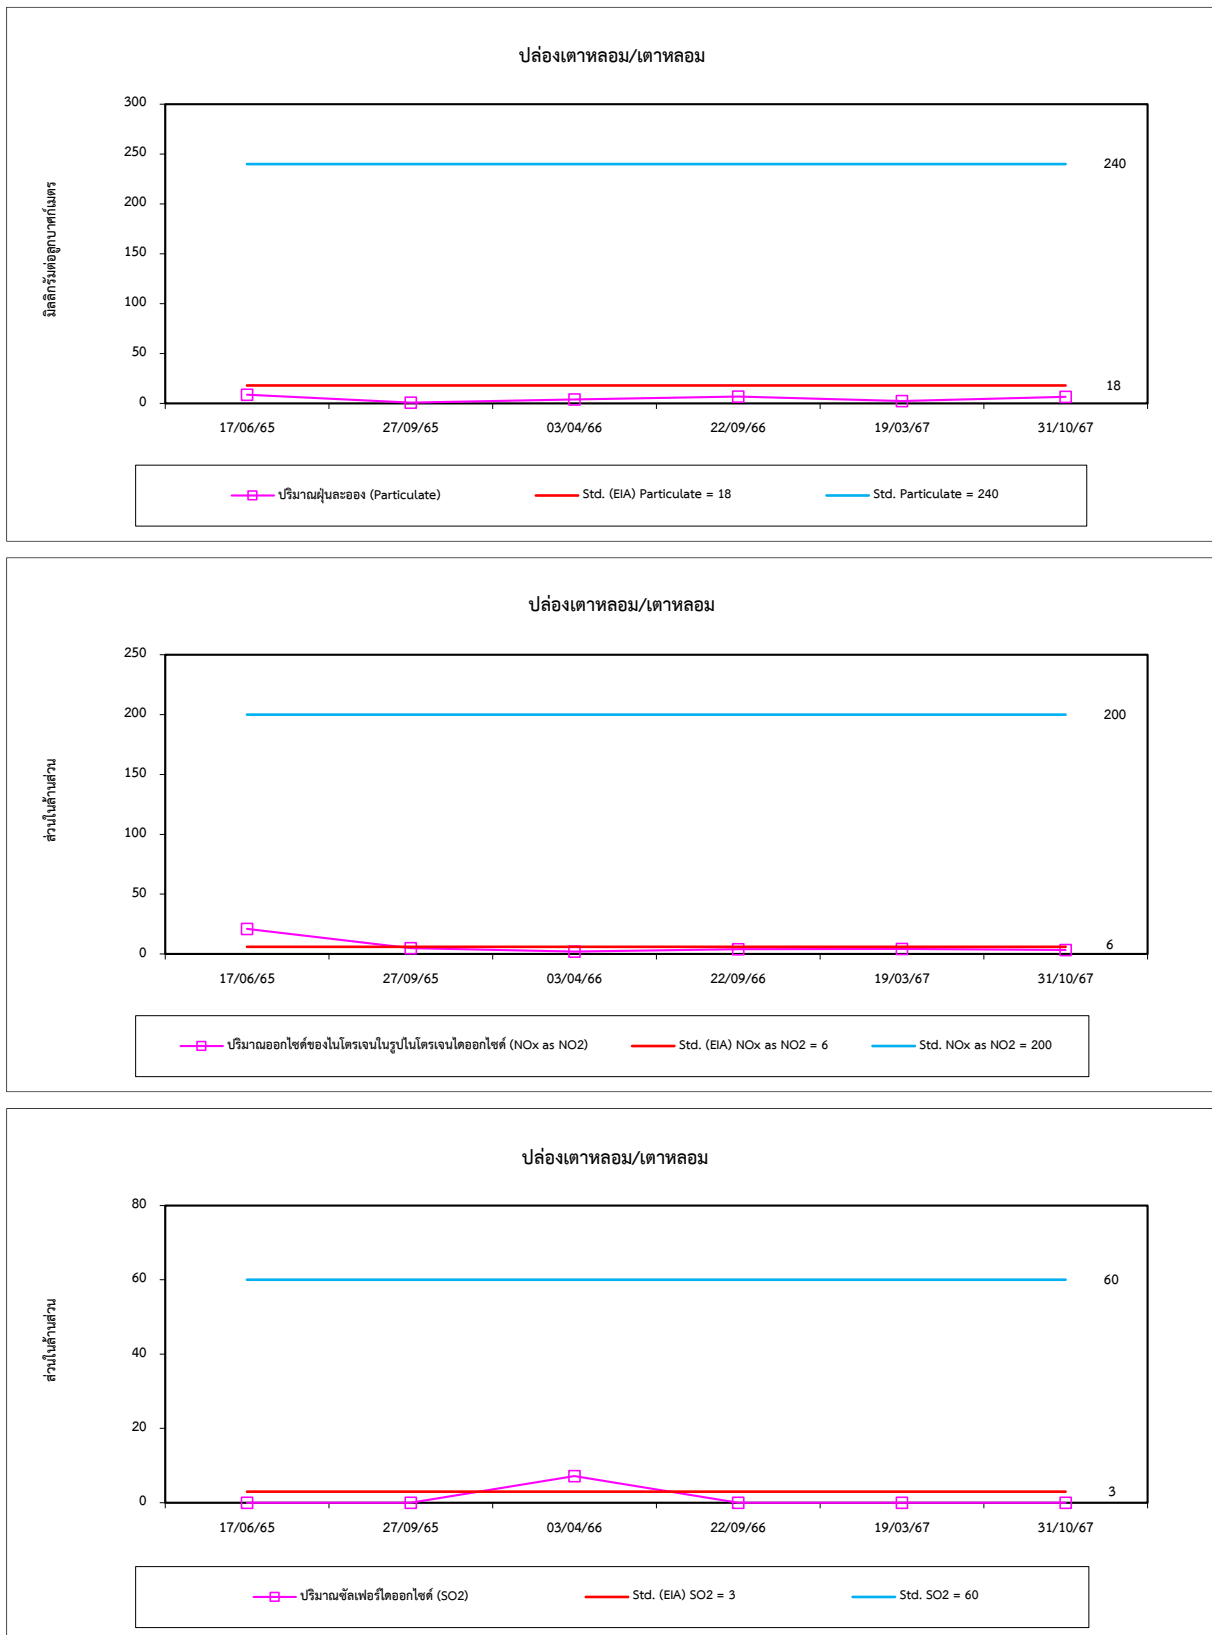 ปล่องเตาหลอม/เตาหลอม
300
250
200
150
100
50
0
มิลลิกรัมต่อลูกบาศก์เมตร
240
18
17/06/65 27/09/65 03/04/66 22/09/66 19/03/67 31/10/67
ปริมาณฝุ่นละออง (Particulate) Std. (EIA) Particulate = 18 Std. Particulate = 240
ปล่องเตาหลอม/เตาหลอม
250
200
150
100
50
0
ส่วนในล้านส่วน
200
6
17/06/65 27/09/65 03/04/66 22/09/66 19/03/67 31/10/67
ปริมาณออกไซด์ของไนโตรเจนในรูปไนโตรเจนไดออกไซด์ (NOx as NO2) Std. (EIA) NOx as NO2 = 6 Std. NOx as NO2 = 200
ปล่องเตาหลอม/เตาหลอม
80
60
40
20
0
ส่วนในล้านส่วน
60
3
17/06/65 27/09/65 03/04/66 22/09/66 19/03/67 31/10/67
ปริมาณซัลเฟอร์ไดออกไซด์ (SO2) Std. (EIA) SO2 = 3 Std. SO2 = 60